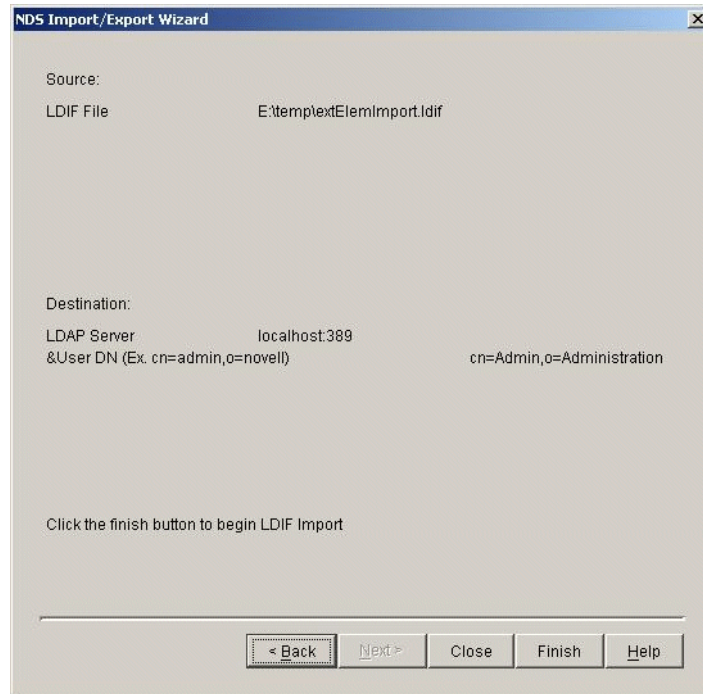 NDS Import/Export Wizard
Source:
LDIF File E:\temp\extElemImport.ldif
Destination:
LDAP Server localhost:389
&User DN (Ex. cn=admin,o=novell) cn=Admin,o=Administration
Click the finish button to begin LDIF Import
< Back Next > Close Finish Help